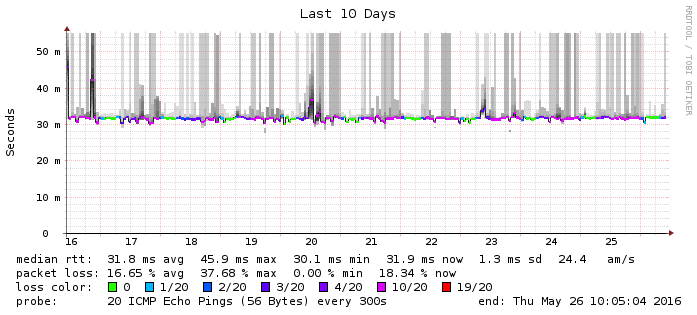 Last 10 Days
RRDTOOL / TOBI OETIKER
Seconds
50 m
40 m
30 m
20 m
10 m
0
16 17 18 19 20 21 22 23 24 25
median rtt: 31.8 ms avg 45.9 ms max 30.1 ms min 31.9 ms now 1.3 ms sd 24.4 am/s
packet loss: 16.65 % avg 37.68 % max 0.00 % min 18.34 % now
loss color: 0 1/20 2/20 3/20 4/20 10/20 19/20
probe: 20 ICMP Echo Pings (56 Bytes) every 300s end: Thu May 26 10:05:04 2016